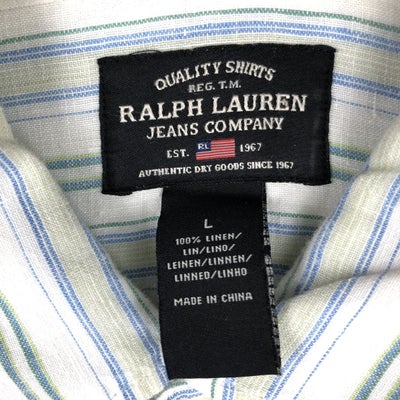 QUALITY SHIRTS
REG. T.M.
RALPH LAUREN
JEANS COMPANY
EST. RL 1967
AUTHENTIC DRY GOODS SINCE 1967
L
100% LINEN/
LIN/LINO/
LEINEN/LINNEN/
LINNED/LINHO
MADE IN CHINA